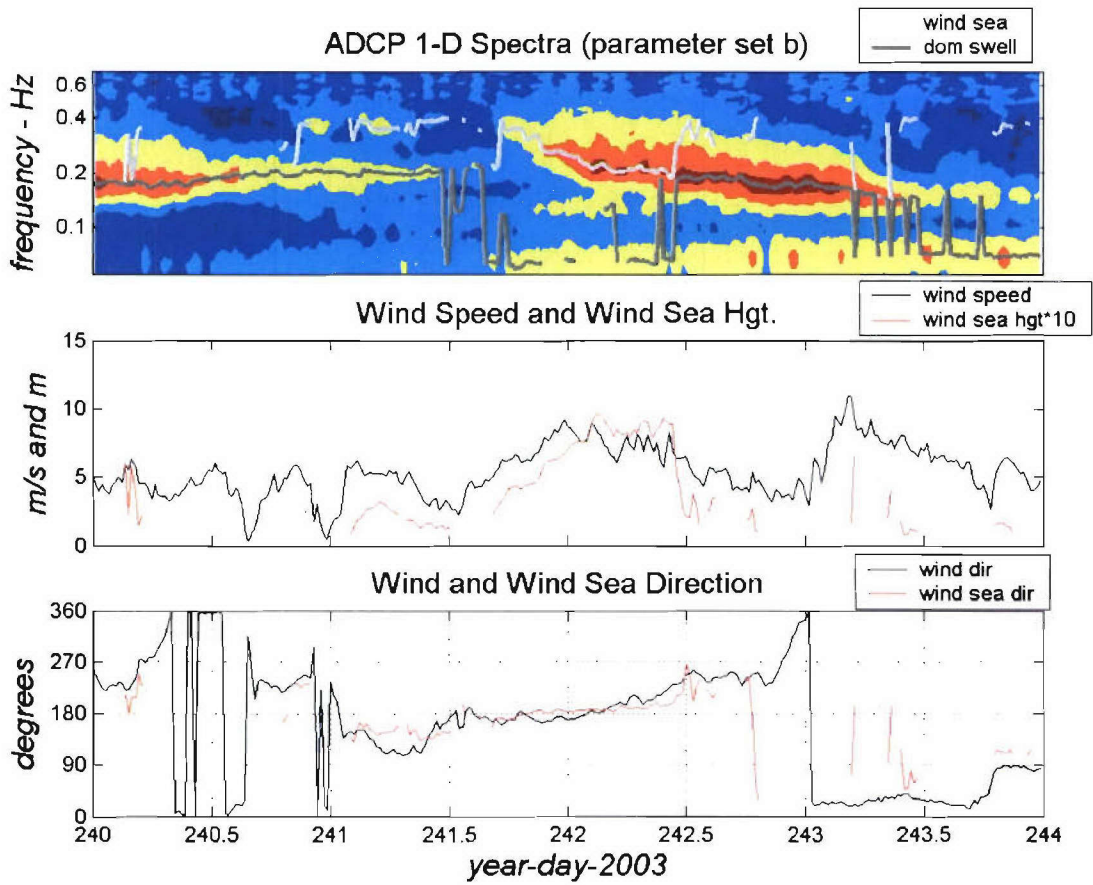 wind sea
dom swell
ADCP 1-D Spectra (parameter set b)
frequency - Hz
0.6
0.4
0.2
0.1
Wind Speed and Wind Sea Hgt.
wind speed
wind sea hgt*10
m/s and m
15
10
5
0
Wind and Wind Sea Direction
wind dir
wind sea dir
degrees
360
270
180
90
0
240 240.5 241 241.5 242 242.5 243 243.5 244
year-day-2003